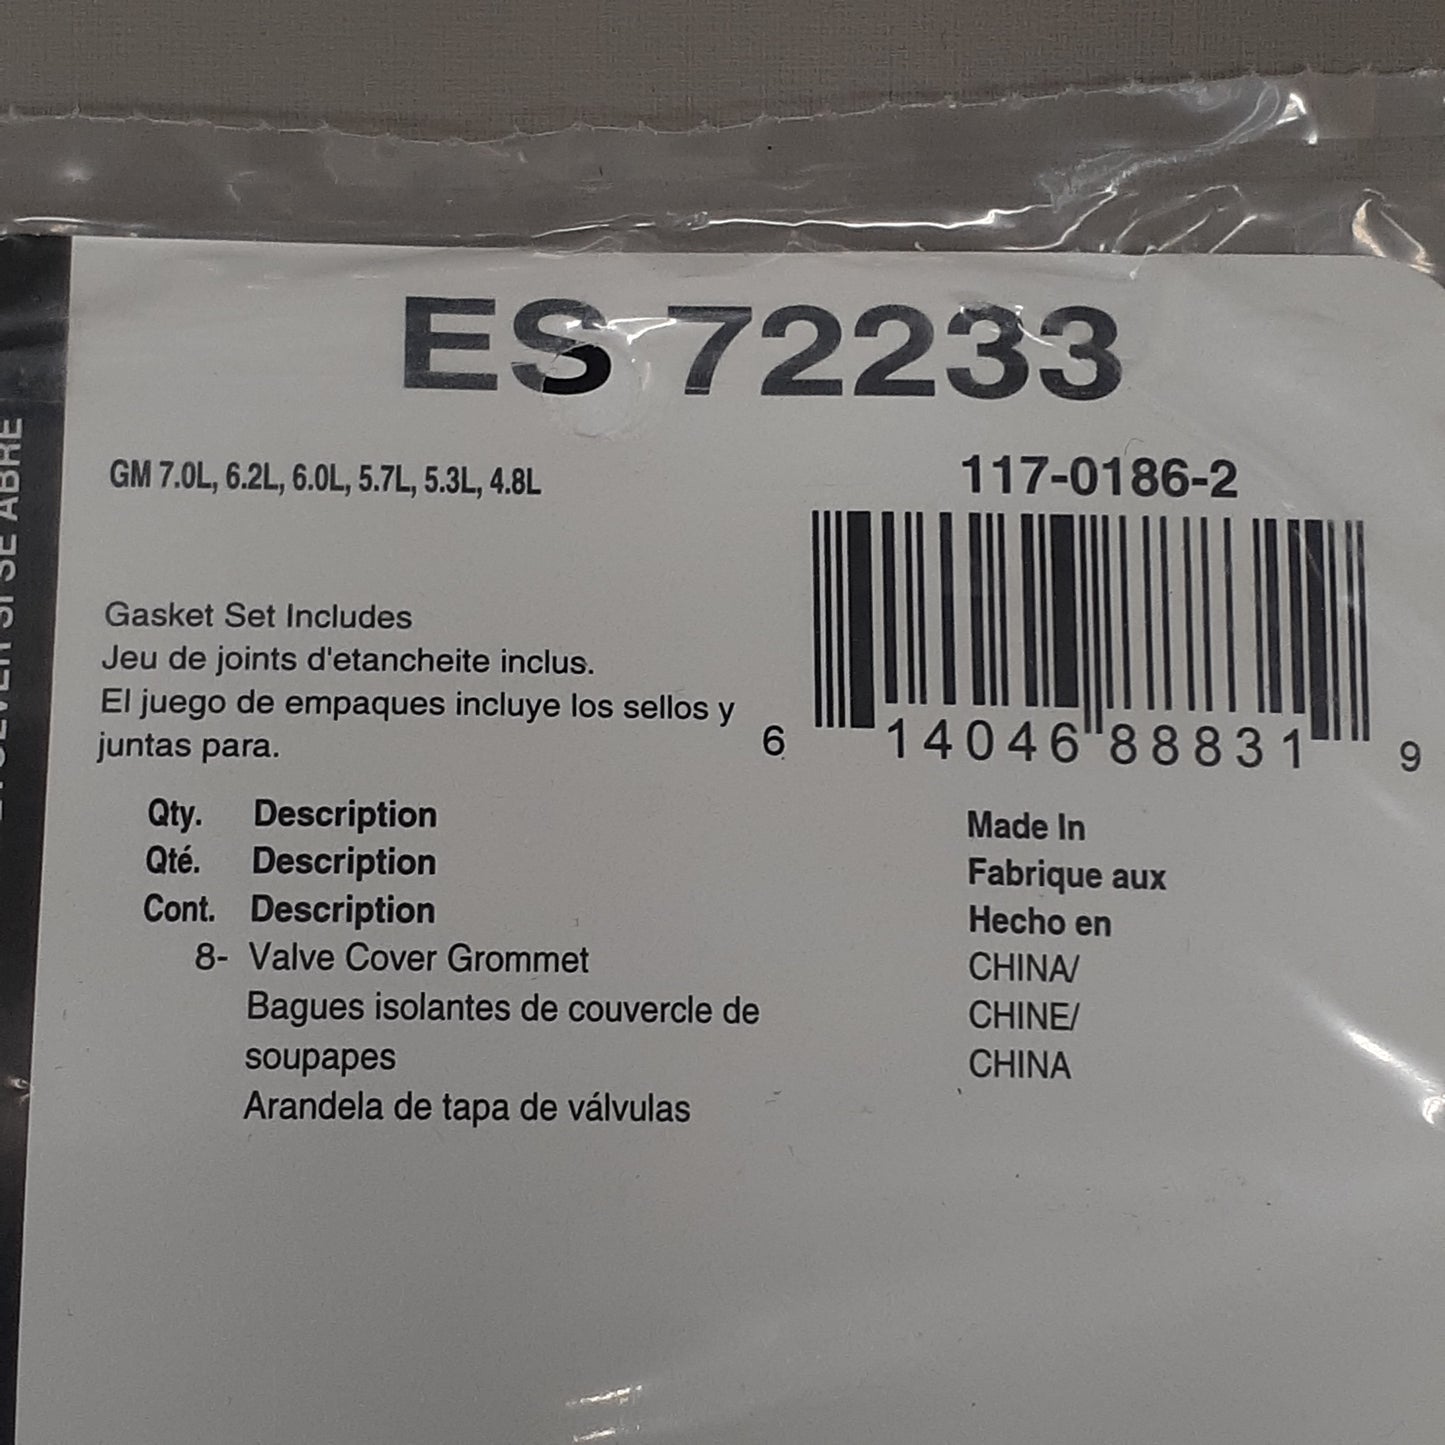 ES 72233
GM 7.0L, 6.2L, 6.0L, 5.7L, 5.3L, 4.8L
117-0186-2
6 14046 88831 9
Gasket Set Includes
Jeu de joints d'etancheite inclus.
El juego de empaques incluye los sellos y
juntas para.
Qty. Description
Qté. Description
Cont. Description
8- Valve Cover Grommet
Bagues isolantes de couvercle de
soupapes
Arandela de tapa de válvulas
Made In
Fabrique aux
Hecho en
CHINA/
CHINE/
CHINA
SI SE ABRE